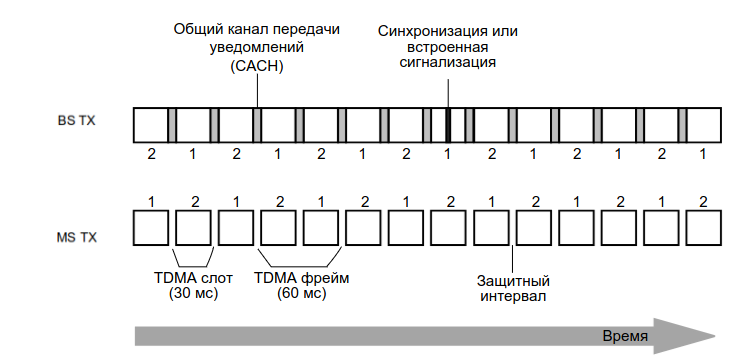 Общий канал передачи
уведомлений
(CACH)
Синхронизация или
встроенная
сигнализация
BS TX
2 1 2 1 2 1 2 1 2 1 2 1 2 1
1 2 1 2 1 2 1 2 1 2 1 2 1 2
MS TX
TDMA слот
(30 мс)
TDMA фрейм
(60 мс)
Защитный
интервал
Время